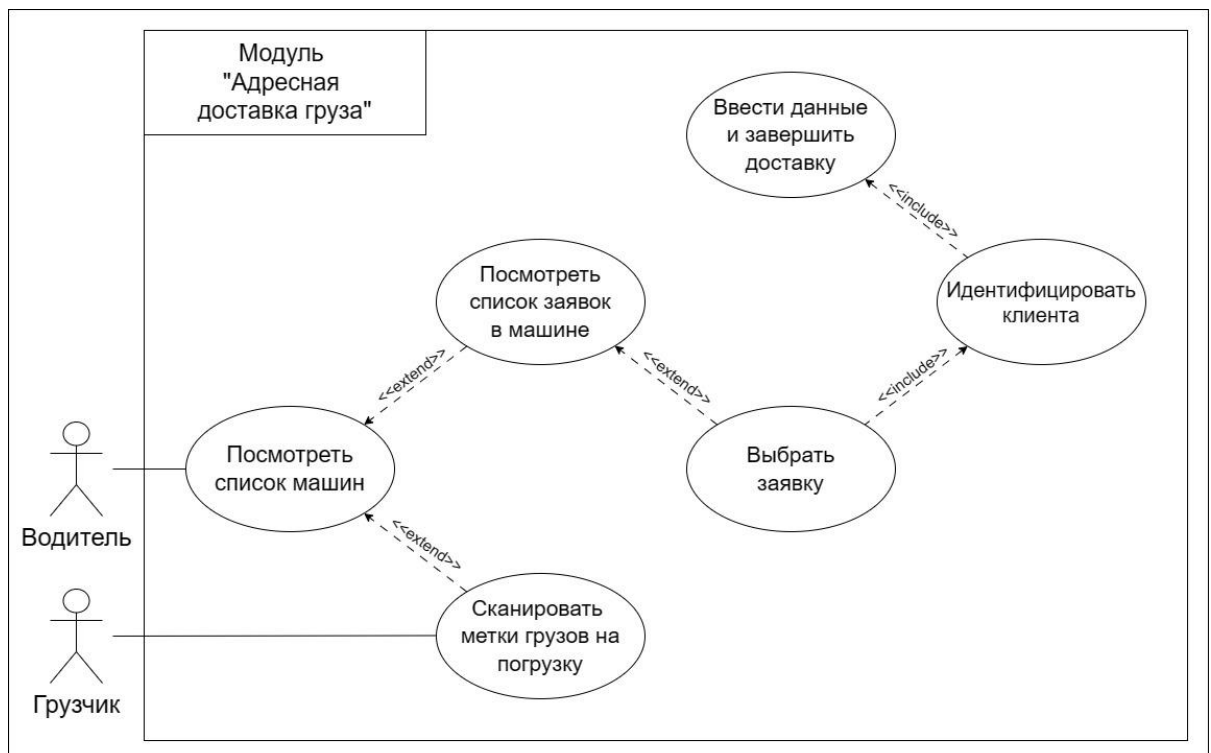 Модуль
"Адресная
доставка груза"
Ввести данные
и завершить
доставку
<<include>>
Посмотреть
список заявок
в машине
Идентифицировать
клиента
<<extend>>
<<extend>>
<<include>>
Посмотреть
список машин
Выбрать
заявку
Водитель
<<extend>>
Сканировать
метки грузов на
погрузку
Грузчик